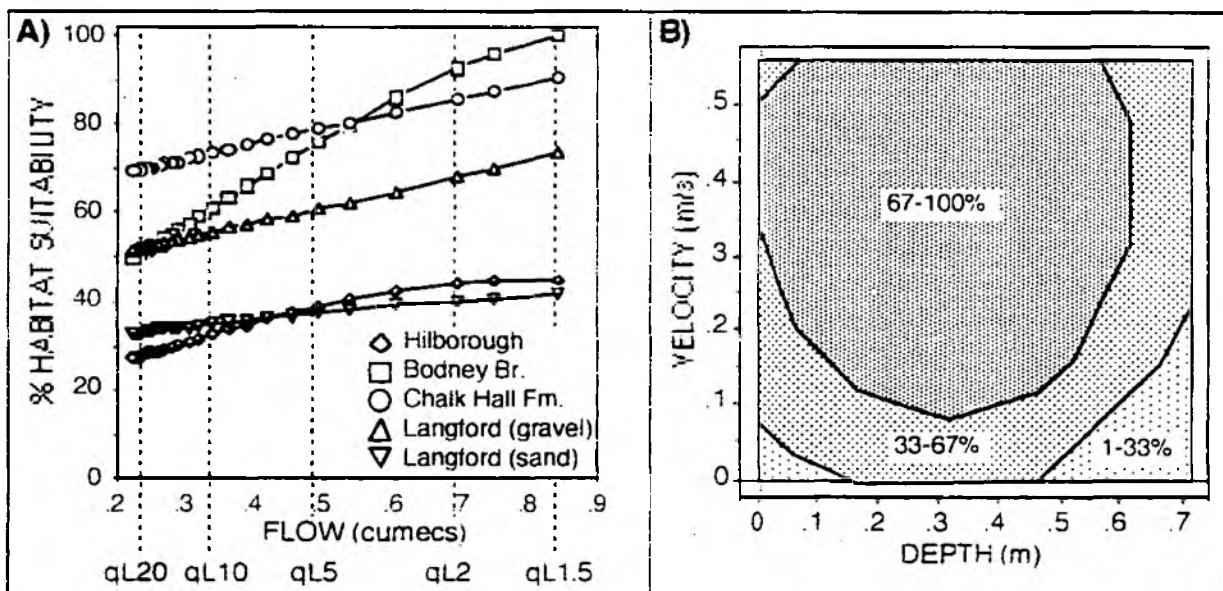 A)
% HABITAT SUITABILITY
100
80
60
40
20
0
Hilborough
Bodney Br.
Chalk Hall Fm.
Langford (gravel)
Langford (sand)
.2 .3 .4 .5 .6 .7 .8 .9
FLOW (cumecs)
qL20 qL10 qL5 qL2 qL1.5
B)
VELOCITY (m/s)
.5
.4
.3
.2
.1
0
67-100%
33-67%
1-33%
0 .1 .2 .3 .4 .5 0.6 0.7
DEPTH (m)